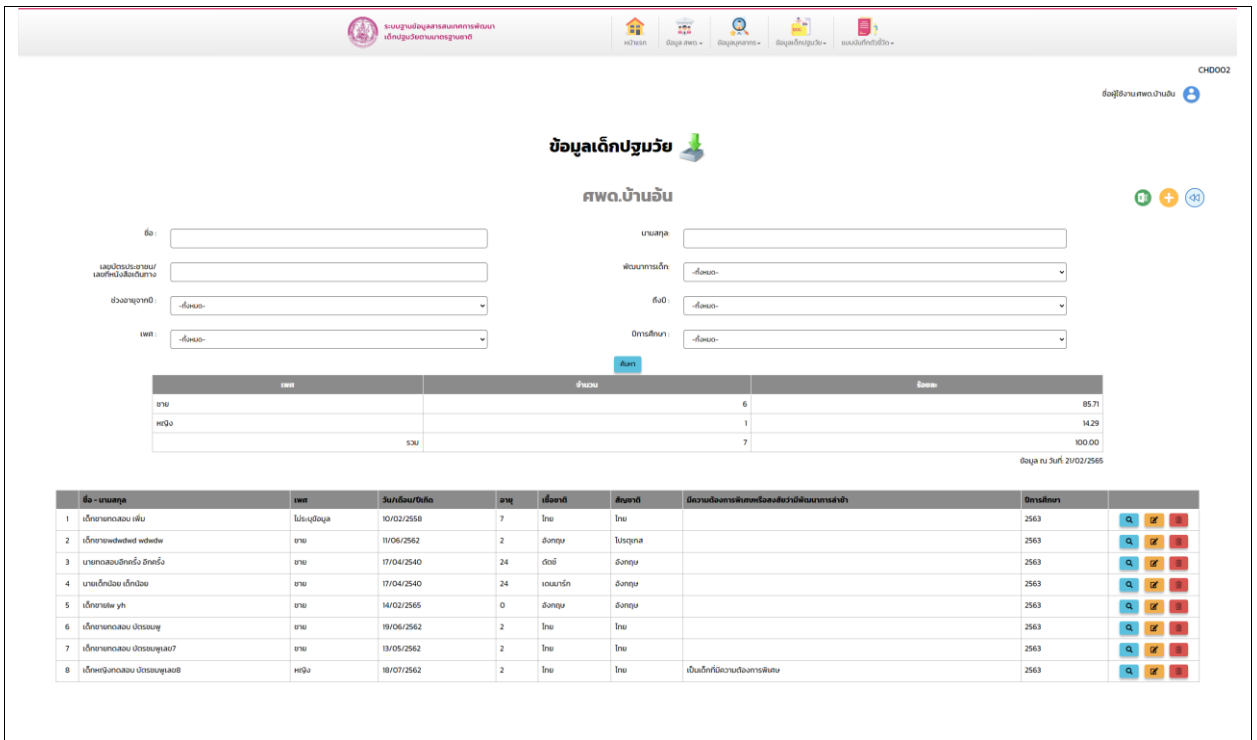 ระบบฐานข้อมูลสารสนเทศการพัฒนา
เด็กปฐมวัยตามมาตรฐานชาติ
หน้าแรก ข้อมูล สพด. ข้อมูลบุคลากร ข้อมูลเด็กปฐมวัย แบบบันทึกตัวชี้วัด
CHD002
ชื่อผู้ใช้งาน:ศพด.บ้านอัน
ข้อมูลเด็กปฐมวัย
ศพด.บ้านอัน
ชื่อ : นามสกุล:
เลขบัตรประชาชน/
เลขที่หนังสือเดินทาง พัฒนาการเด็ก: -ทั้งหมด-
ช่วงอายุจากปี : -ทั้งหมด- ถึงปี : -ทั้งหมด-
เพศ : -ทั้งหมด- ปีการศึกษา : -ทั้งหมด-
ค้นหา
เพศ จำนวน ร้อยละ
ชาย 6 85.71
หญิง 1 14.29
รวม 7 100.00
ข้อมูล ณ วันที่ 21/02/2565
ชื่อ - นามสกุล เพศ วัน/เดือน/ปีเกิด อายุ เชื้อชาติ สัญชาติ มีความต้องการพิเศษหรือสงสัยว่ามีพัฒนาการล่าช้า ปีการศึกษา
1 เด็กชายทดสอบ เพิ่ม ไม่ระบุข้อมูล 10/02/2558 7 ไทย ไทย 2563
2 เด็กชายwdwdwd wdwdw ชาย 11/06/2562 2 อังกฤษ โปรตุเกส 2563
3 นายทดสอบอีกครั้ง อีกครั้ง ชาย 17/04/2540 24 ดัตช์ อังกฤษ 2563
4 นายเด็กน้อย เด็กน้อย ชาย 17/04/2540 24 เดนมาร์ก อังกฤษ 2563
5 เด็กชายlw yh ชาย 14/02/2565 0 อังกฤษ อังกฤษ 2563
6 เด็กชายทดสอบ บัตรชมพู ชาย 19/06/2562 2 ไทย ไทย 2563
7 เด็กชายทดสอบ บัตรชมพูเลข7 ชาย 13/05/2562 2 ไทย ไทย 2563
8 เด็กหญิงทดสอบ บัตรชมพูเลข8 หญิง 18/07/2562 2 ไทย ไทย เป็นเด็กที่มีความต้องการพิเศษ 2563